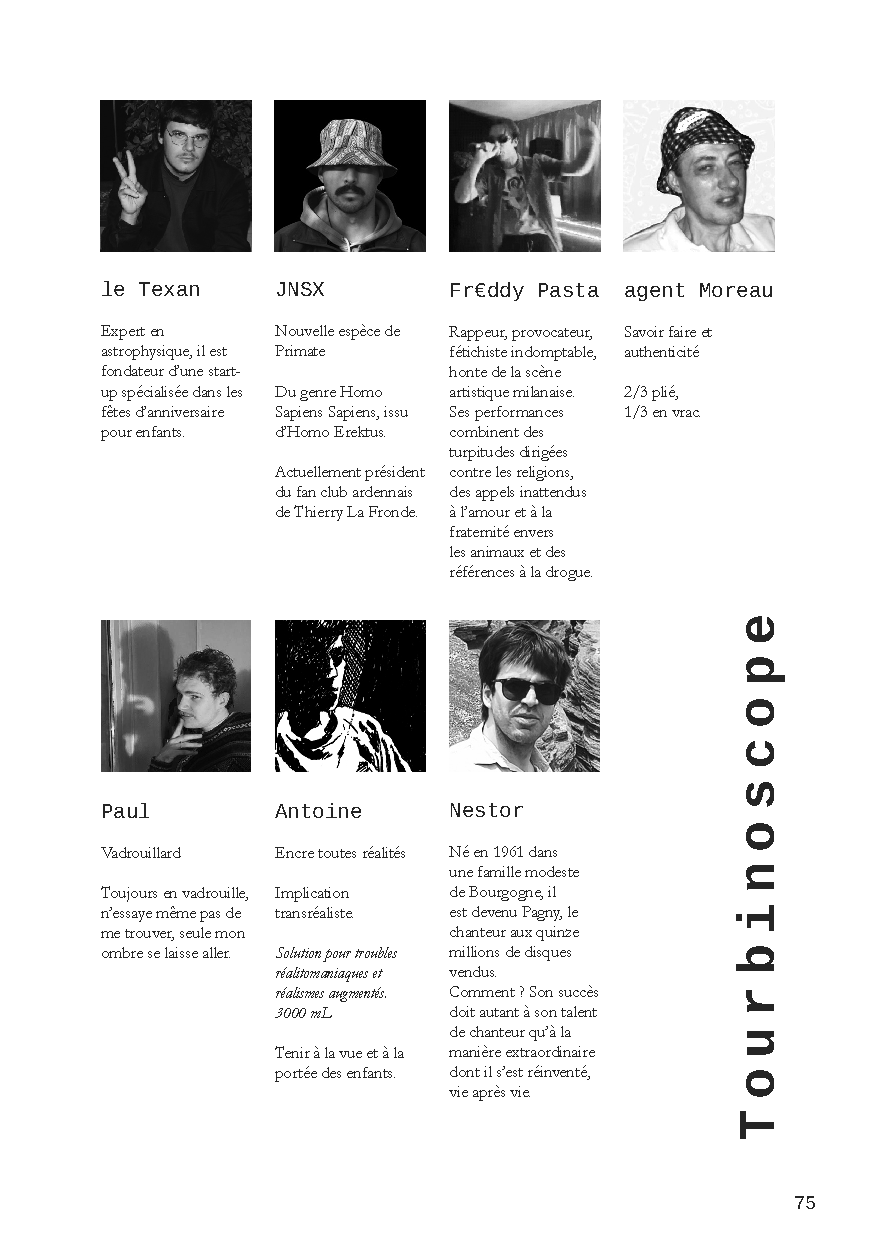 le Texan
Expert en
astrophysique, il est
fondateur d’une start-
up spécialisée dans les
fêtes d’anniversaire
pour enfants.
JNSX
Nouvelle espèce de
Primate
Du genre Homo
Sapiens Sapiens, issu
d’Homo Erektus.
Actuellement président
du fan club ardennais
de Thierry La Fronde.
Fr€ddy Pasta
Rappeur, provocateur,
fétichiste indomptable,
honte de la scène
artistique milanaise.
Ses performances
combinent des
turpitudes dirigées
contre les religions,
des appels inattendus
à l’amour et à la
fraternité envers
les animaux et des
références à la drogue.
agent Moreau
Savoir faire et
authenticité
2/3 plié,
1/3 en vrac.
Paul
Vadrouillard
Toujours en vadrouille,
n’essaye même pas de
me trouver, seule mon
ombre se laisse aller.
Antoine
Encre toutes réalités
Implication
transréaliste.
Solution pour troubles
réalitomaniaques et
réalismes augmentés.
3000 mL
Tenir à la vue et à la
portée des enfants.
Nestor
Né en 1961 dans
une famille modeste
de Bourgogne, il
est devenu Pagny, le
chanteur aux quinze
millions de disques
vendus.
Comment ? Son succès
doit autant à son talent
de chanteur qu’à la
manière extraordinaire
dont il s’est réinventé,
vie après vie.
Tourbinoscope
75